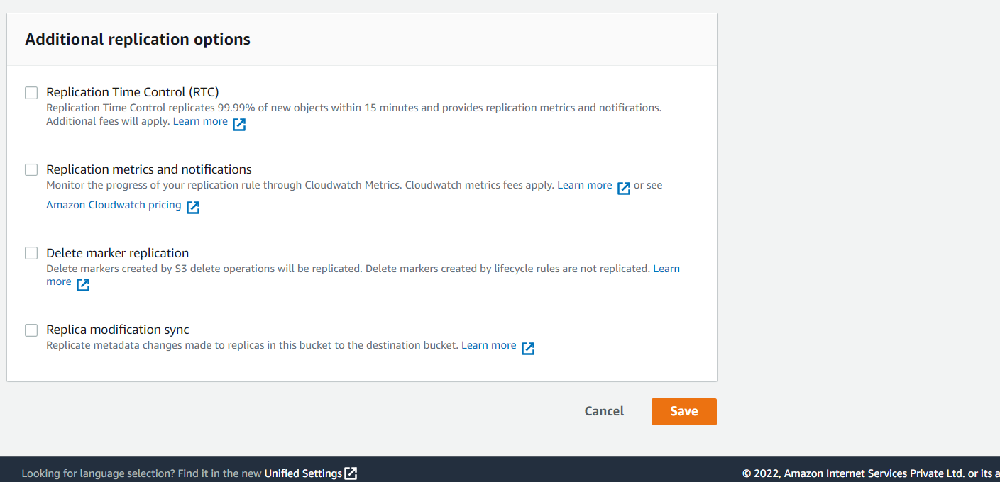 Additional replication options
Replication Time Control (RTC)
Replication Time Control replicates 99.99% of new objects within 15 minutes and provides replication metrics and notifications.
Additional fees will apply. Learn more
Replication metrics and notifications
Monitor the progress of your replication rule through Cloudwatch Metrics. Cloudwatch metrics fees apply. Learn more or see
Amazon Cloudwatch pricing
Delete marker replication
Delete markers created by S3 delete operations will be replicated. Delete markers created by lifecycle rules are not replicated. Learn
more
Replica modification sync
Replicate metadata changes made to replicas in this bucket to the destination bucket. Learn more
Cancel Save
Looking for language selection? Find it in the new Unified Settings © 2022, Amazon Internet Services Private Ltd. or its